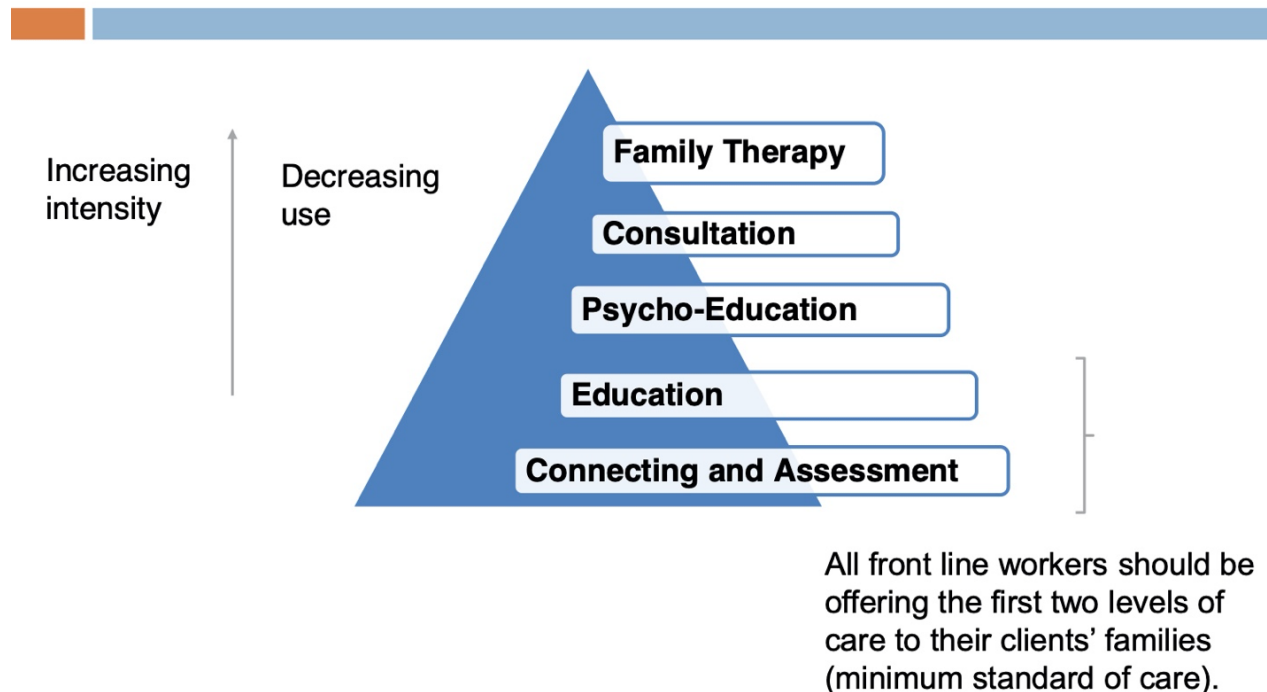 Increasing
intensity
Decreasing
use
Family Therapy
Consultation
Psycho-Education
Education
Connecting and Assessment
All front line workers should be
offering the first two levels of
care to their clients’ families
(minimum standard of care).